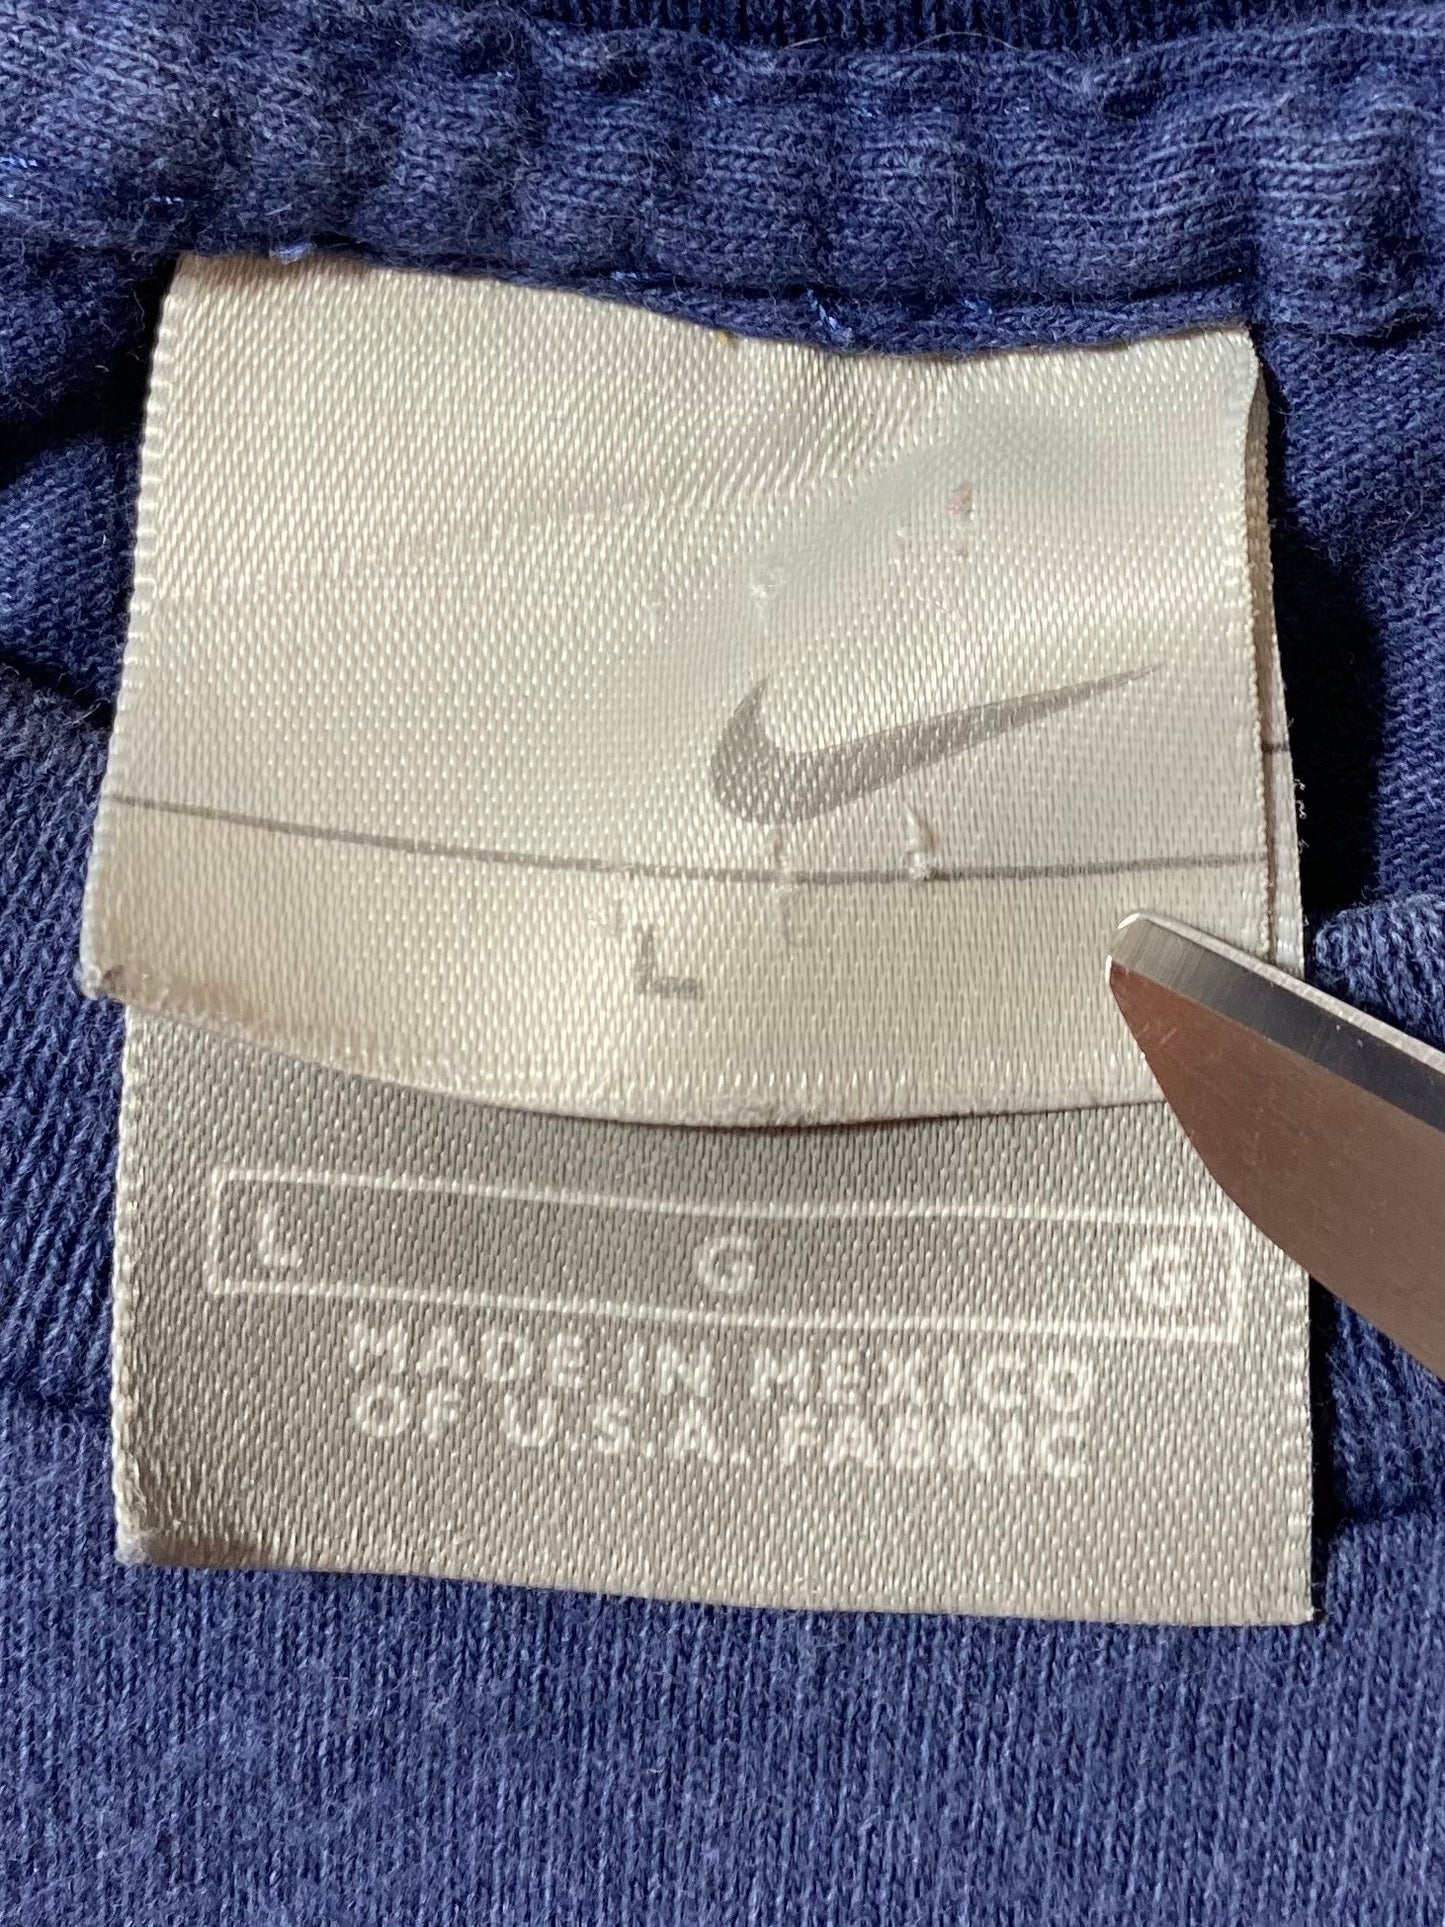 L
L G G
MADE IN MEXICO
OF U.S.A. FABRIC